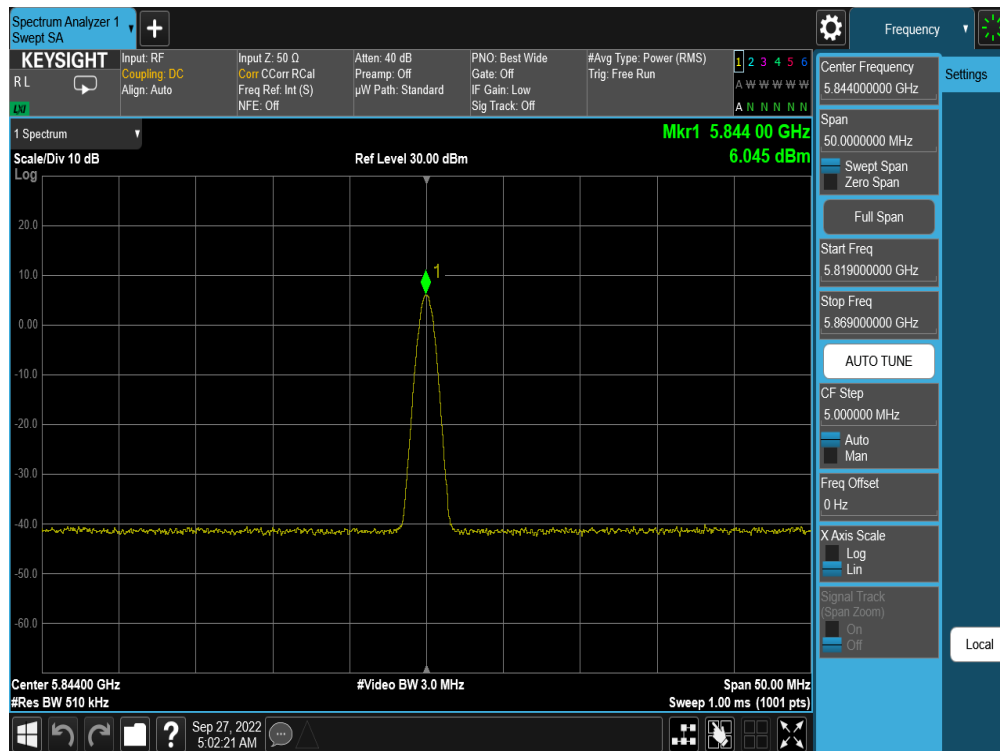 Spectrum Analyzer 1
Swept SA
+
Frequency
KEYSIGHT
R L
LXI
Input: RF
Coupling: DC
Align: Auto
Input Z: 50 Ω
Corr CCorr RCal
Freq Ref: Int (S)
NFE: Off
Atten: 40 dB
Preamp: Off
µW Path: Standard
PNO: Best Wide
Gate: Off
IF Gain: Low
Sig Track: Off
#Avg Type: Power (RMS)
Trig: Free Run
1 2 3 4 5 6
A W W W W W
A N N N N N
1 Spectrum
Scale/Div 10 dB
Log
Ref Level 30.00 dBm
Mkr1 5.844 00 GHz
6.045 dBm
20.0
10.0
0.00
-10.0
-20.0
-30.0
-40.0
-50.0
-60.0
1
Center 5.84400 GHz
#Res BW 510 kHz
#Video BW 3.0 MHz
Span 50.00 MHz
Sweep 1.00 ms (1001 pts)
Center Frequency
5.844000000 GHz
Settings
Span
50.0000000 MHz
Swept Span
Zero Span
Full Span
Start Freq
5.819000000 GHz
Stop Freq
5.869000000 GHz
AUTO TUNE
CF Step
5.000000 MHz
Auto
Man
Freq Offset
0 Hz
X Axis Scale
Log
Lin
Signal Track
(Span Zoom)
On
Off
Local
?
Sep 27, 2022
5:02:21 AM